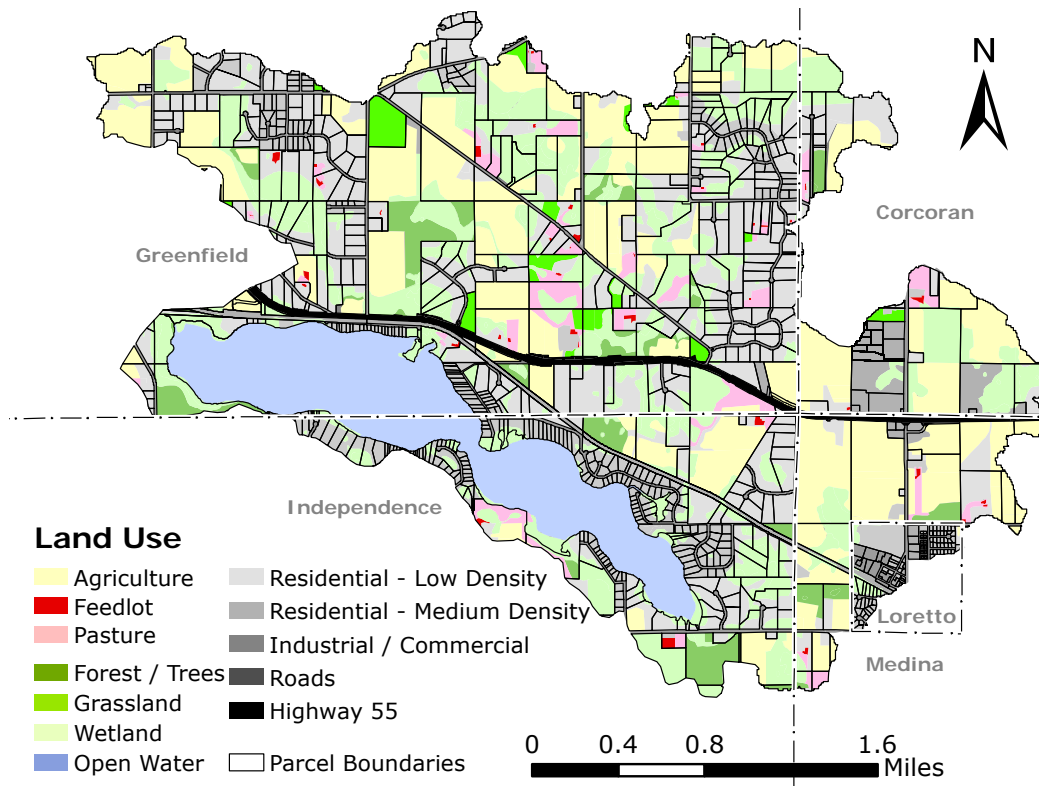 N
Corcoran
Greenfield
Independence
Loretto
Medina
Land Use
Agriculture
Feedlot
Pasture
Forest / Trees
Grassland
Wetland
Open Water
Residential - Low Density
Residential - Medium Density
Industrial / Commercial
Roads
Highway 55
Parcel Boundaries
0 0.4 0.8 1.6
Miles